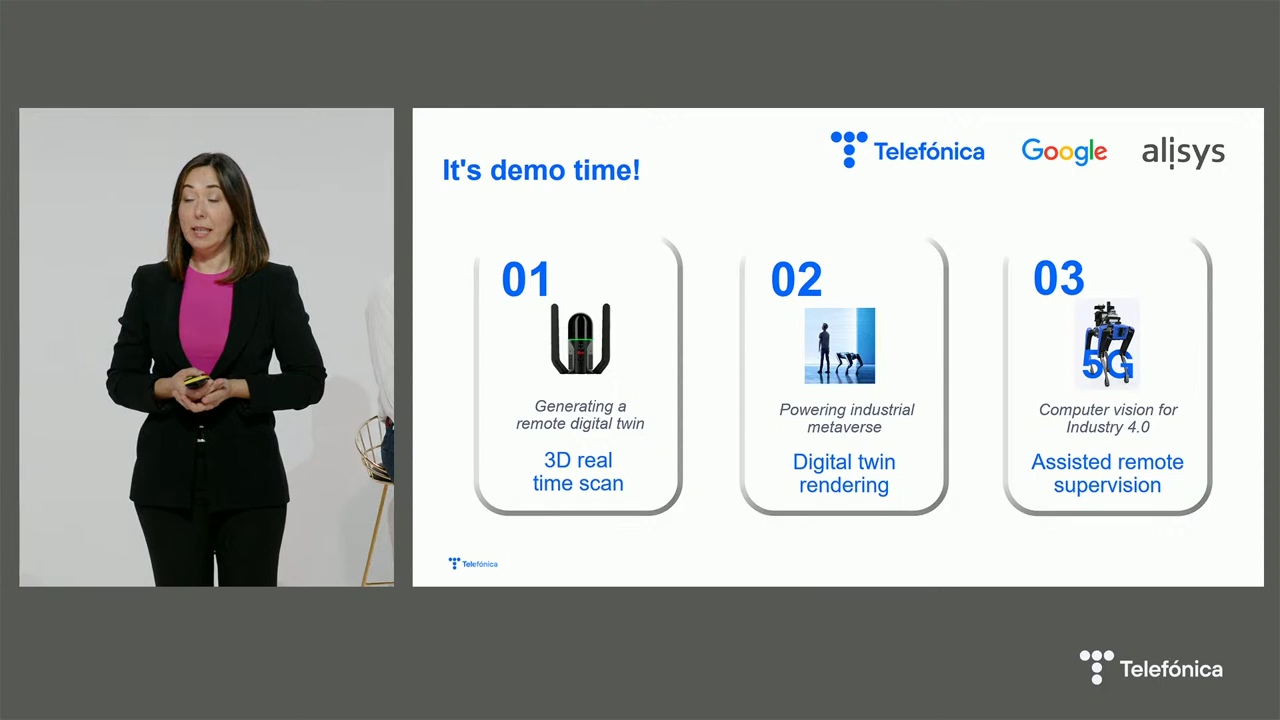 It's demo time!
Telefónica
Google
alisys
01
Generating a
remote digital twin
3D real
time scan
02
Powering industrial
metaverse
Digital twin
rendering
03
5G
Computer vision for
Industry 4.0
Assisted remote
supervision
Telefónica
Telefónica